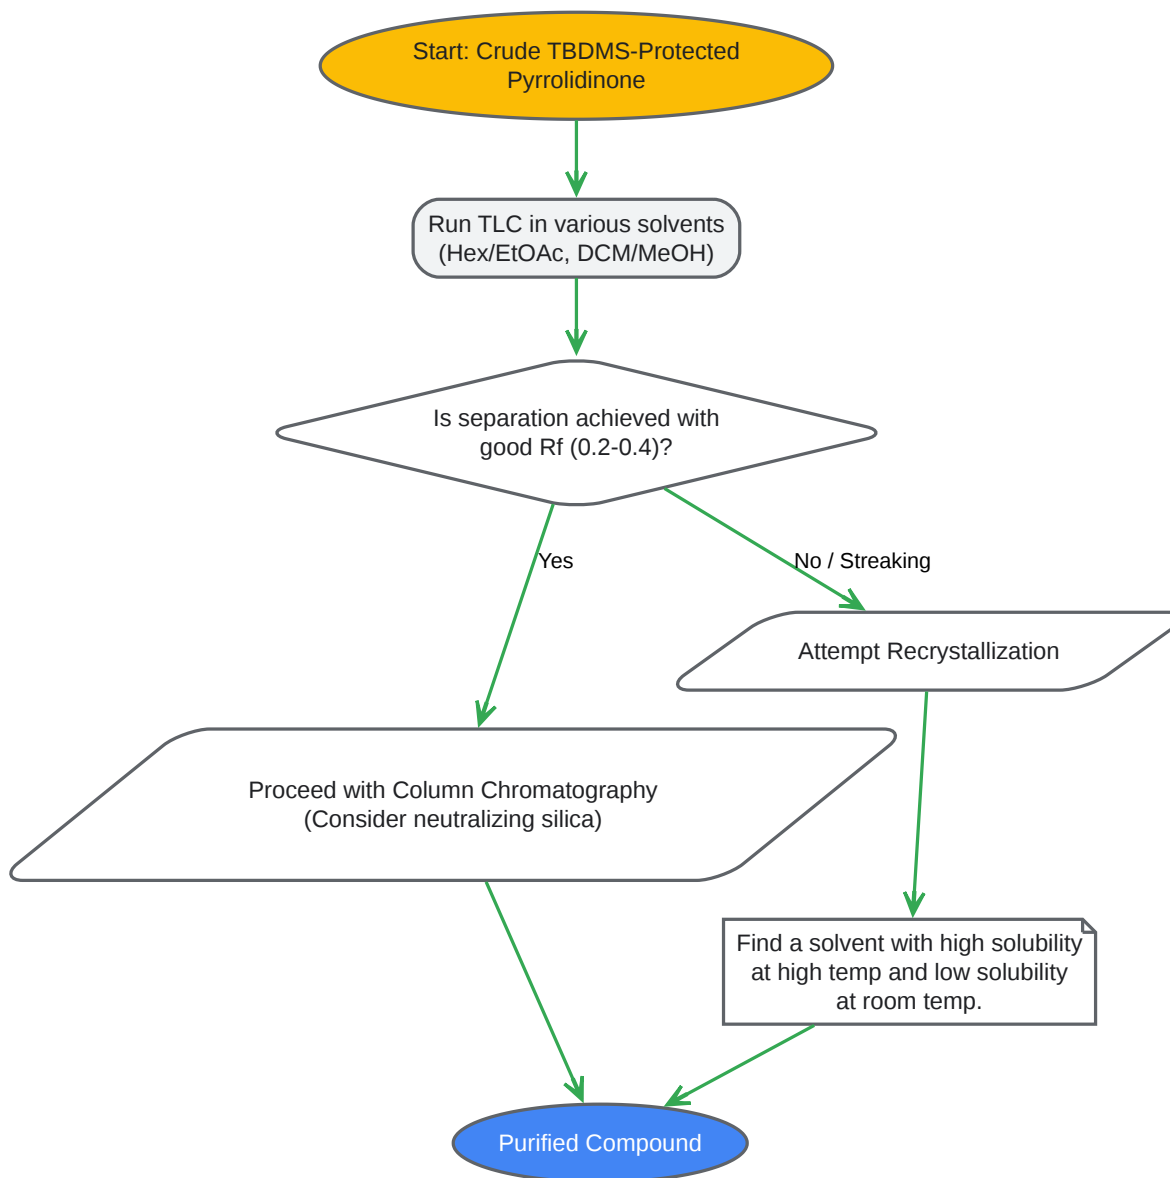 Start: Crude TBDMS-Protected
Pyrrolidinone
Run TLC in various solvents
(Hex/EtOAc, DCM/MeOH)
Is separation achieved with
good Rf (0.2-0.4)?
Yes
No / Streaking
Attempt Recrystallization
Proceed with Column Chromatography
(Consider neutralizing silica)
Find a solvent with high solubility
at high temp and low solubility
at room temp.
Purified Compound